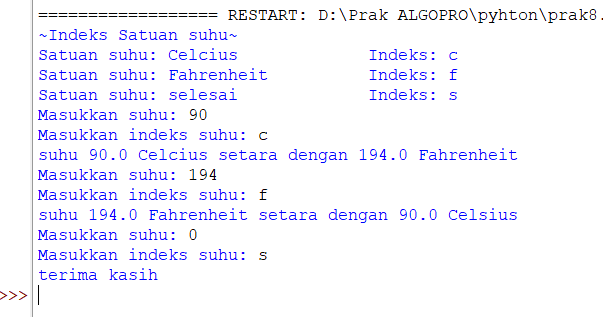 ================== RESTART: D:\Prak ALGOPRO\pyhton\prak8.
~Indeks Satuan suhu~
Satuan suhu: Celcius             Indeks: c
Satuan suhu: Fahrenheit          Indeks: f
Satuan suhu: selesai             Indeks: s
Masukkan suhu: 90
Masukkan indeks suhu: c
suhu 90.0 Celcius setara dengan 194.0 Fahrenheit
Masukkan suhu: 194
Masukkan indeks suhu: f
suhu 194.0 Fahrenheit setara dengan 90.0 Celsius
Masukkan suhu: 0
Masukkan indeks suhu: s
terima kasih
>>>